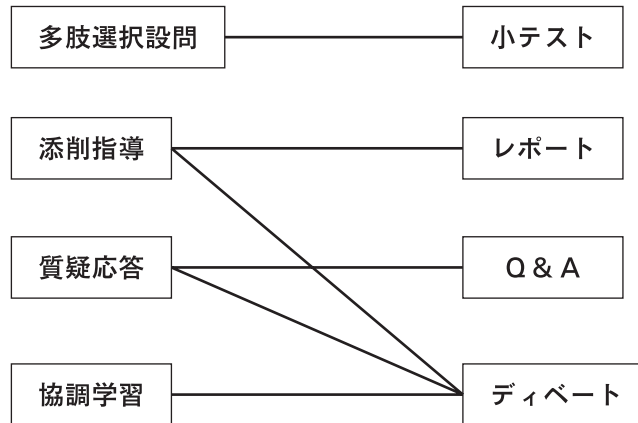 多肢選択設問
小テスト
添削指導
レポート
質疑応答
Q & A
協調学習
ディベート